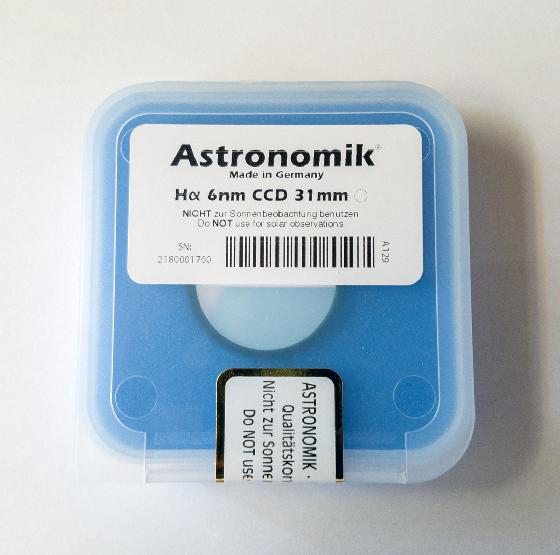 Astronomik®
Made in Germany
Hα 6nm CCD 31mm
NICHT zur Sonnenbeobachtung benutzen
Do NOT use for solar observations
SN:
2180001760
A129
ASTRONOMIK ·
Qualitätskon
Nicht zur Sonne
Do NOT use